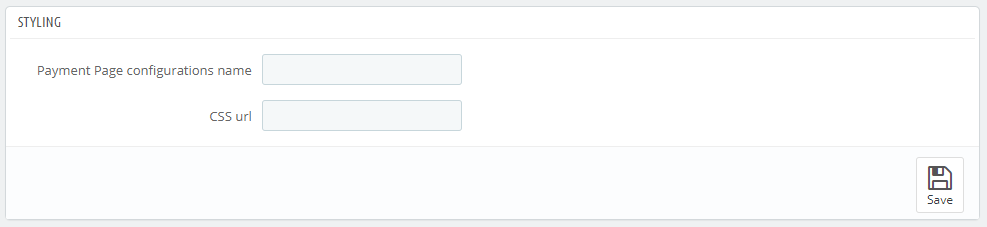 STYLING
Payment Page configurations name
CSS url
Save